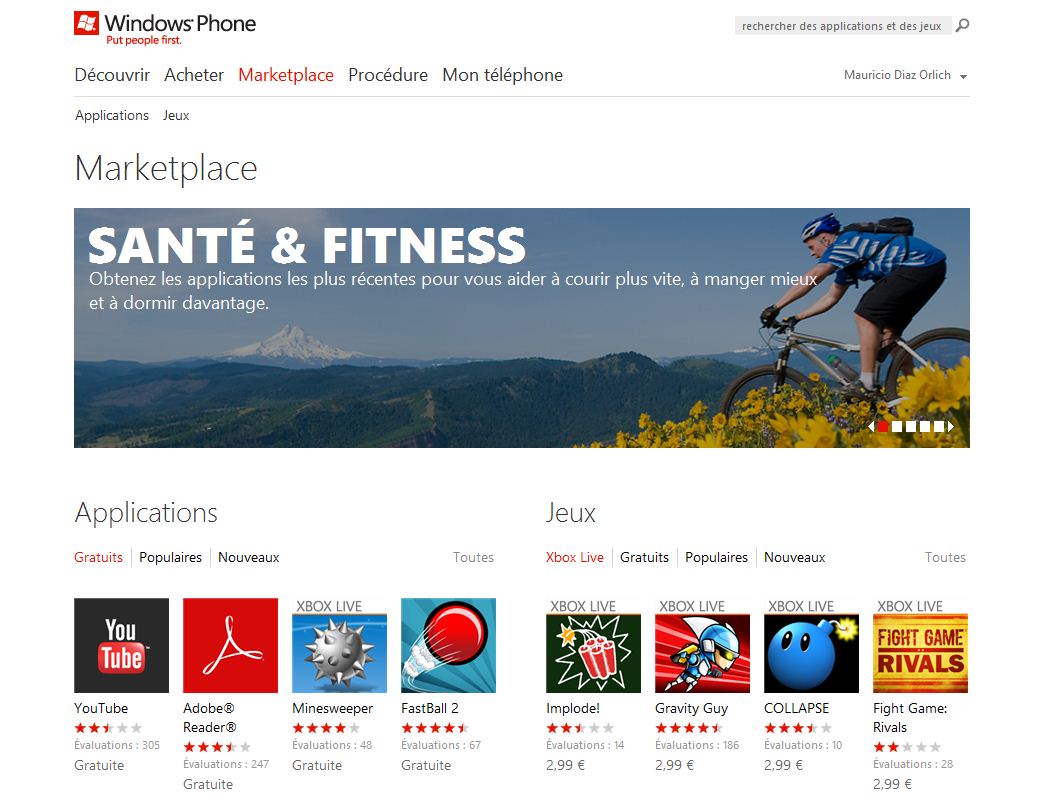 Windows Phone
Put people first.
rechercher des applications et des jeux
Découvrir Acheter Marketplace Procédure Mon téléphone
Mauricio Diaz Orlich
Applications Jeux
Marketplace
SANTÉ & FITNESS
Obtenez les applications les plus récentes pour vous aider à courir plus vite, à manger mieux
et à dormir davantage.
Applications
Gratuits Populaires Nouveaux Toutes
You
Tube
XBOX LIVE
YouTube
Évaluations : 305
Gratuite
Adobe®
Reader®
Évaluations : 247
Gratuite
Minesweeper
Évaluations : 48
Gratuite
FastBall 2
Évaluations : 67
Gratuite
Jeux
Xbox Live Gratuits Populaires Nouveaux Toutes
XBOX LIVE
XBOX LIVE
XBOX LIVE
XBOX LIVE
FIGHT GAME
RIVALS
Implode!
Évaluations : 14
2,99 €
Gravity Guy
Évaluations : 186
2,99 €
COLLAPSE
Évaluations : 10
2,99 €
Fight Game:
Rivals
Évaluations : 28
2,99 €